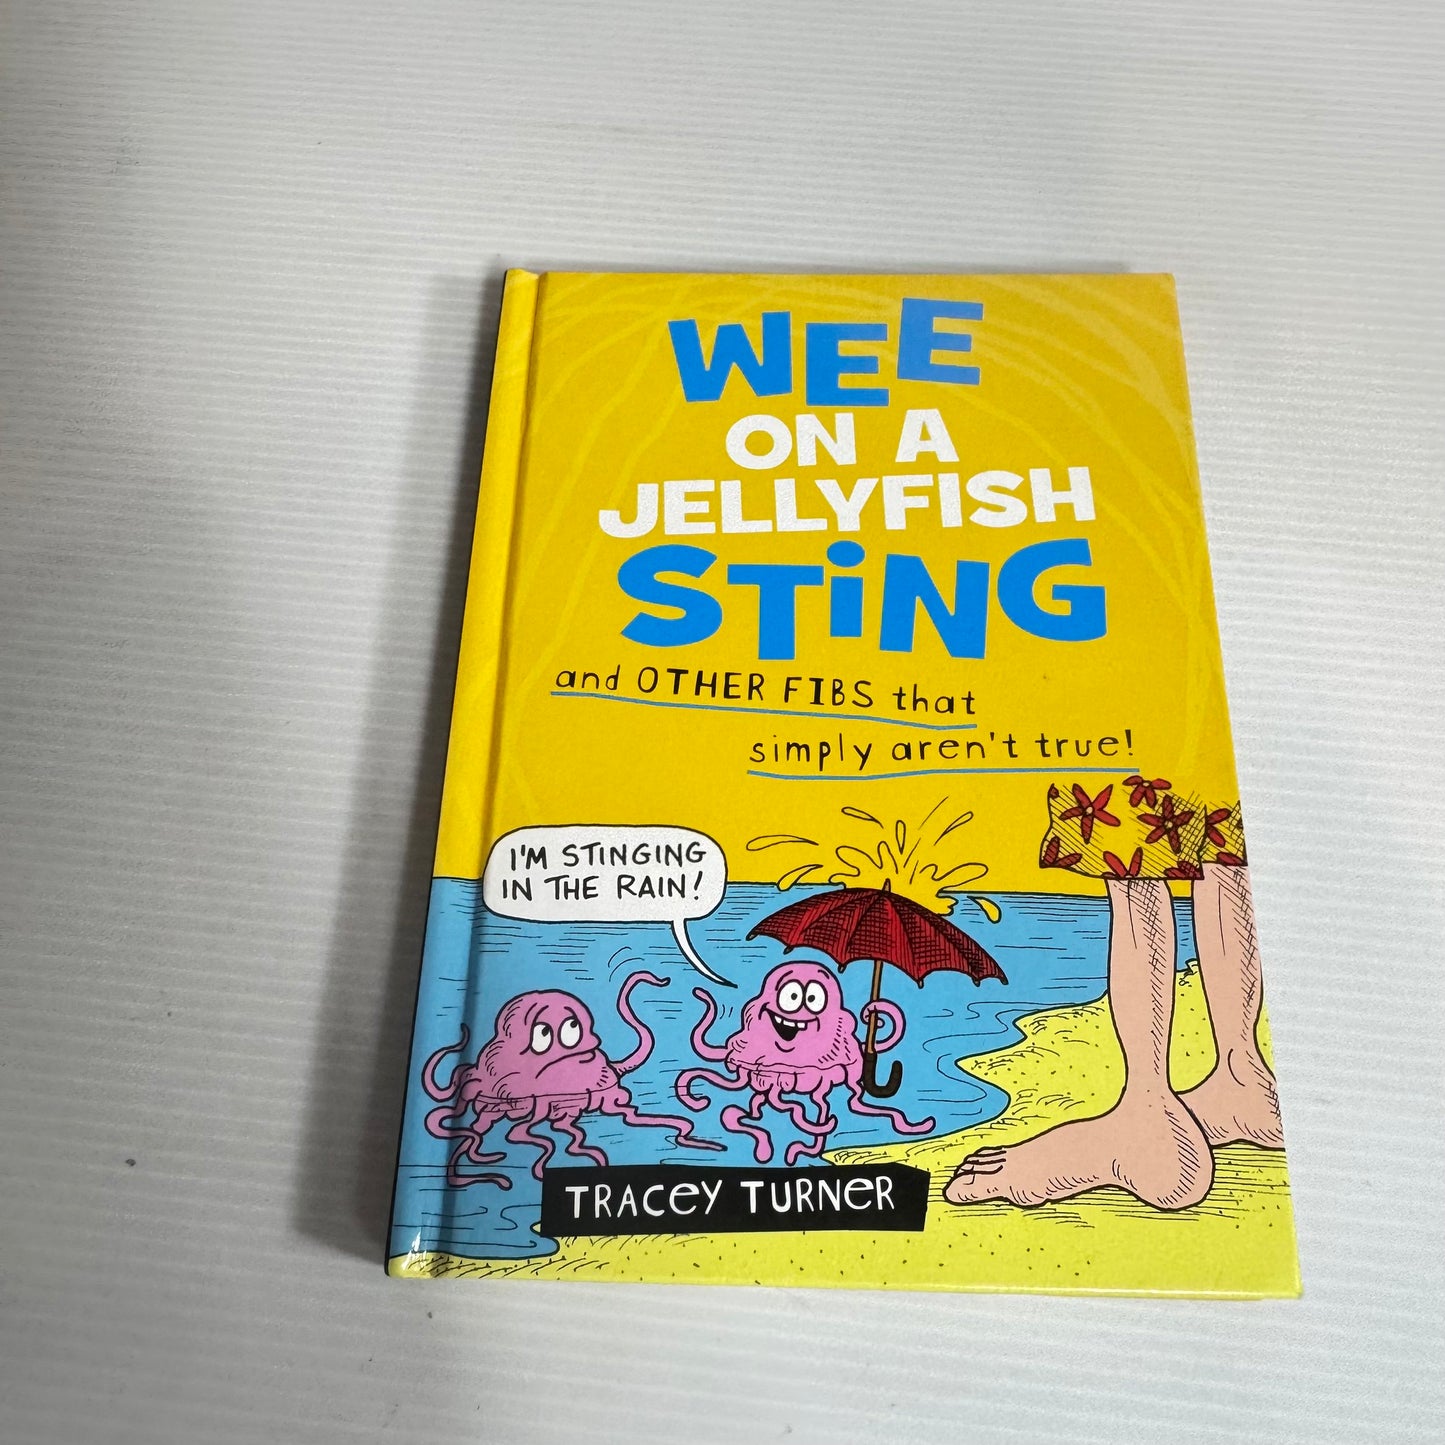 WEE
ON A
JELLYFISH
STiNG
and OTHER FIBS that
simply aren't true!
I'M STINGING
IN THE RAIN!
TRACeY TURNER